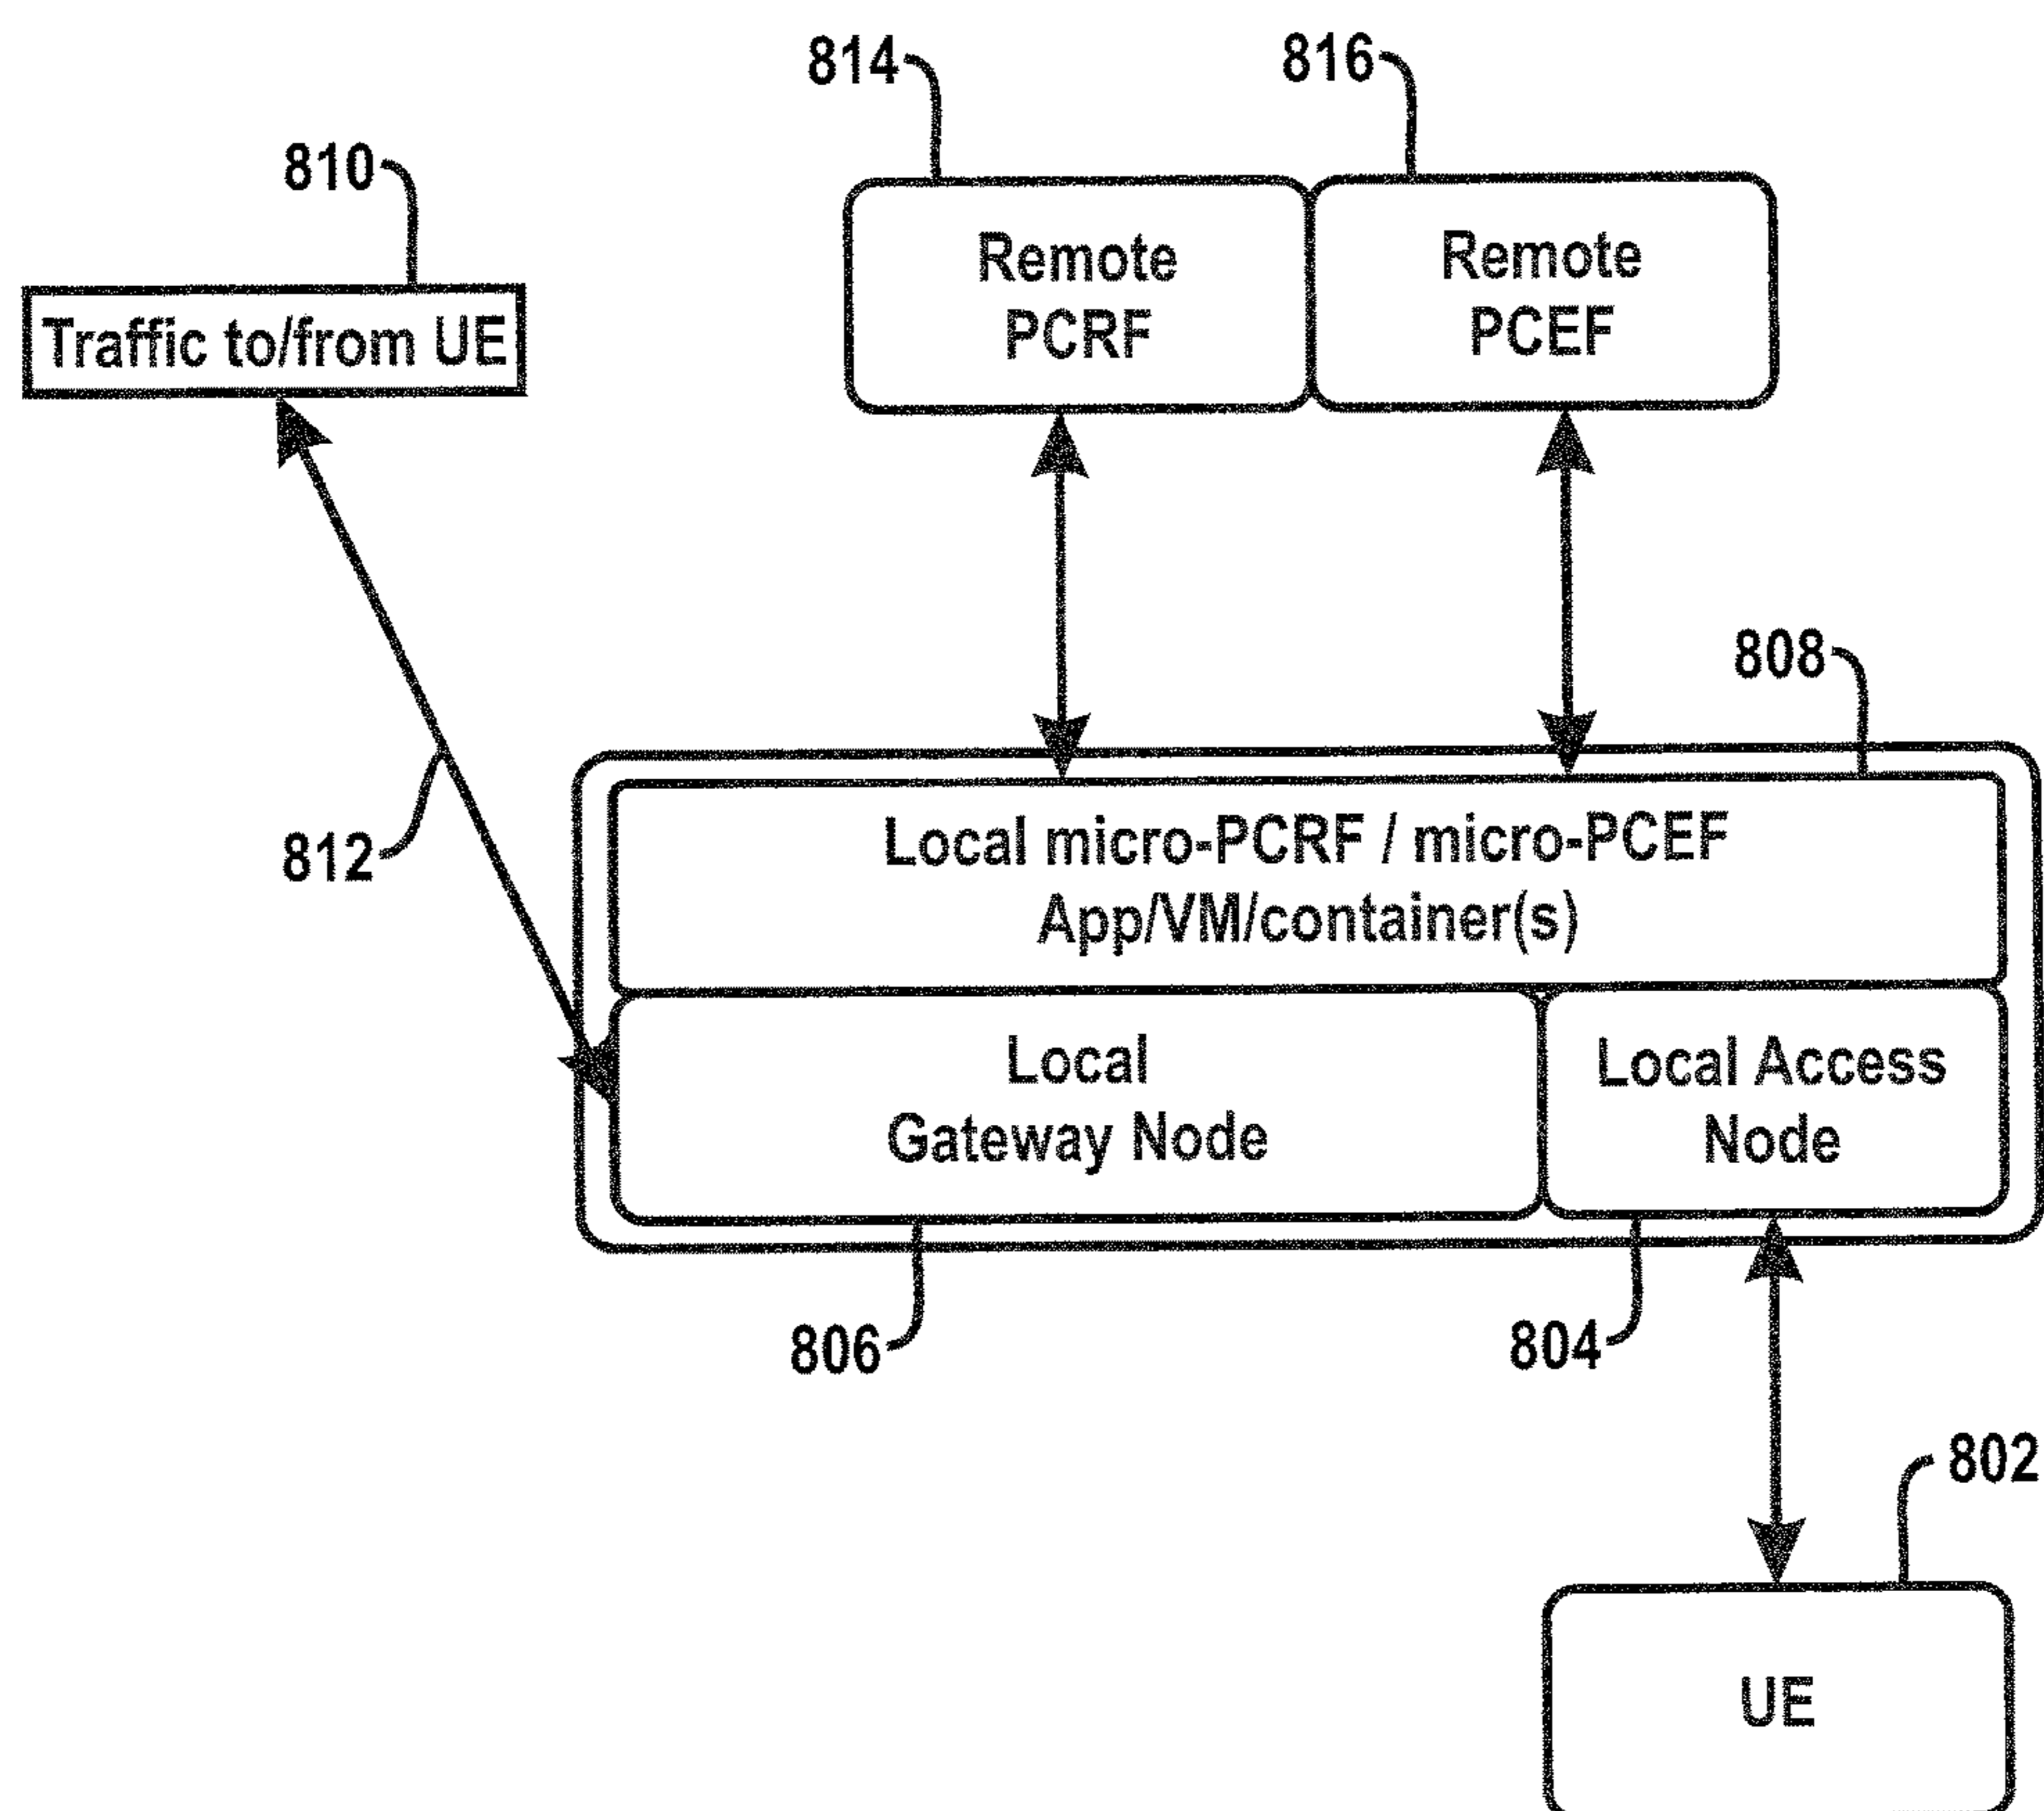 814
816
810
Remote
PCRF
Remote
PCEF
Traffic to/from UE
808
812
Local micro-PCRF / micro-PCEF
App/VM/container(s)
Local
Gateway Node
Local Access
Node
806
804
802
UE